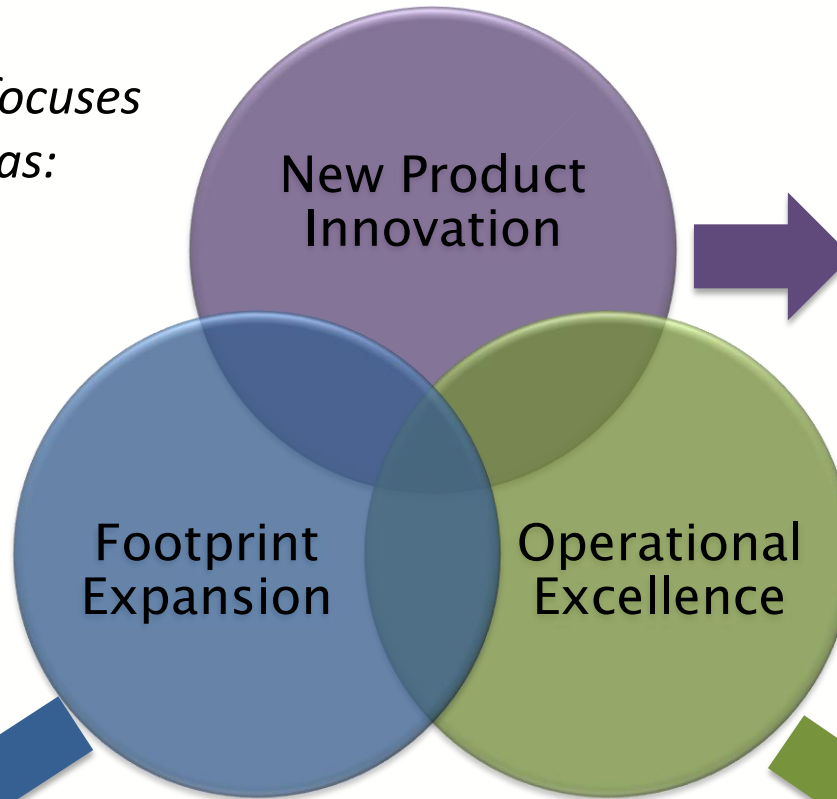 focuses
as:
New Product
Innovation
Footprint
Expansion
Operational
Excellence